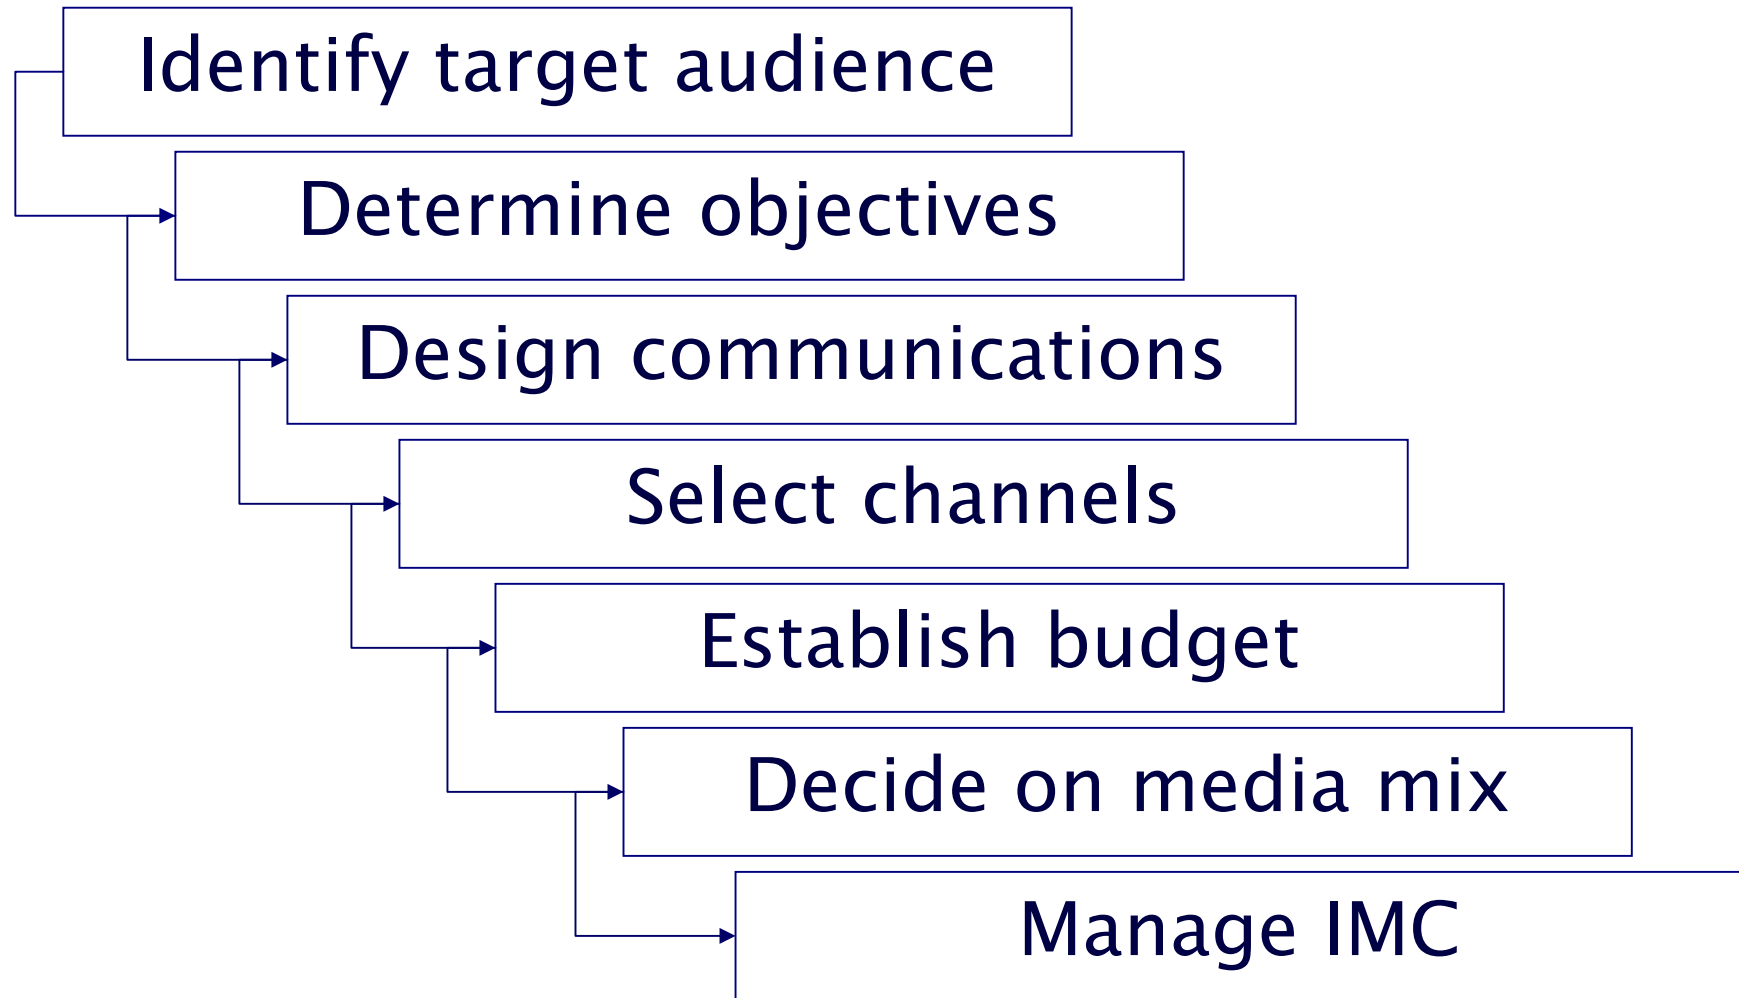 Identify target audience
Determine objectives
Design communications
Select channels
Establish budget
Decide on media mix
Manage IMC